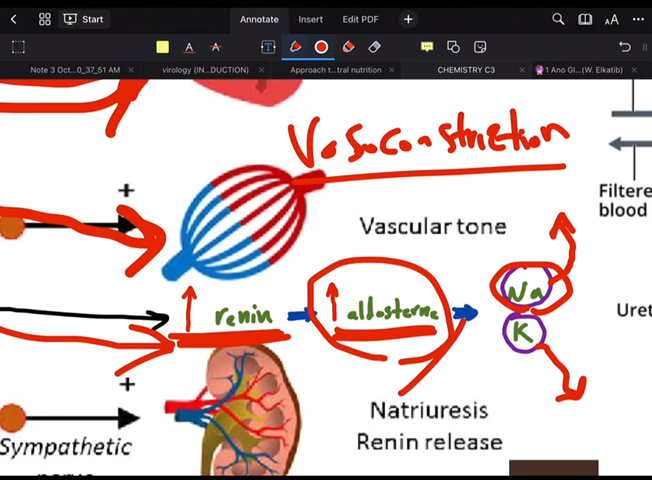 Start
Annotate
Insert
Edit PDF
Note 3 Oct...0_37_51 AM
virology (IN...DUCTION)
Approach t...tral nutrition
CHEMISTRY C3
1 Ano Gl...(W. Elkatib)
Vasoconstriction
+
Filtere
blood
Vascular tone
renin
aldosterne
Na
K
Uret
+
Natriuresis
Renin release
Sympathetic